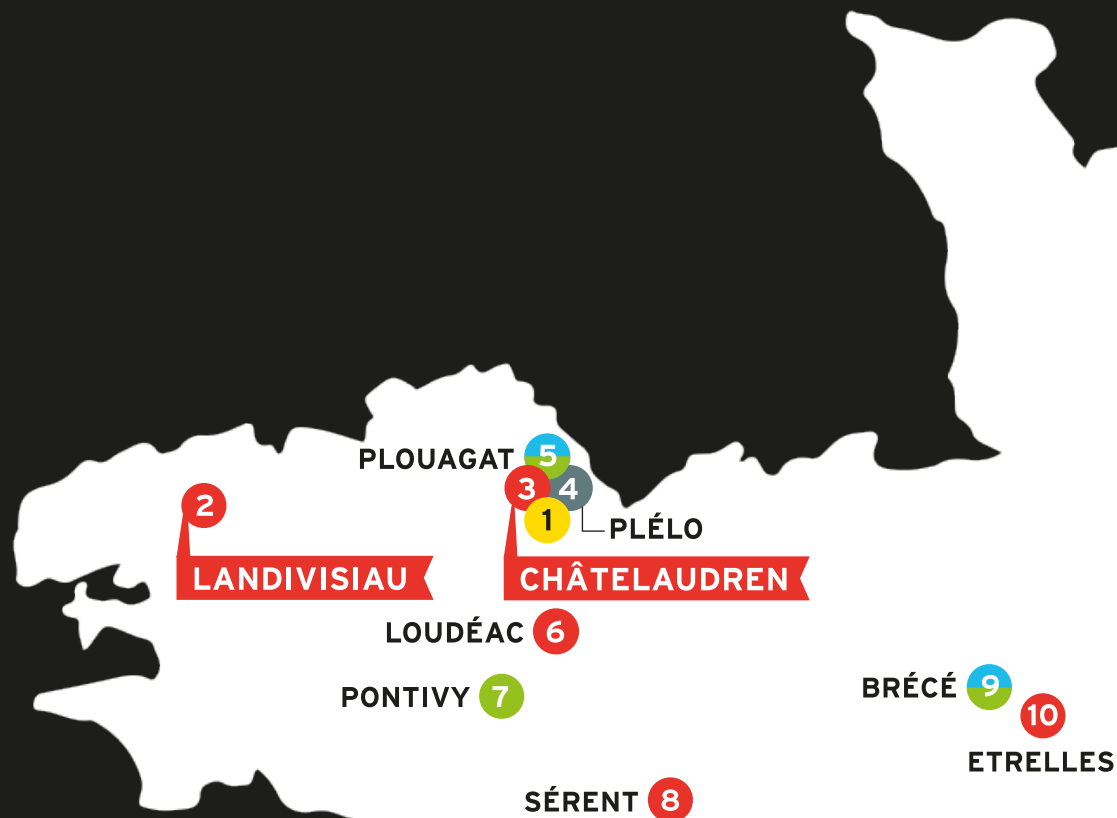 PLOUAGAT 5
3 4
2
1
PLÉLO
LANDIVISIAU
CHÂTELAUDREN
LOUDÉAC 6
PONTIVY 7
BRÉCÉ 9
10
ETRELLES
SÉRENT 8